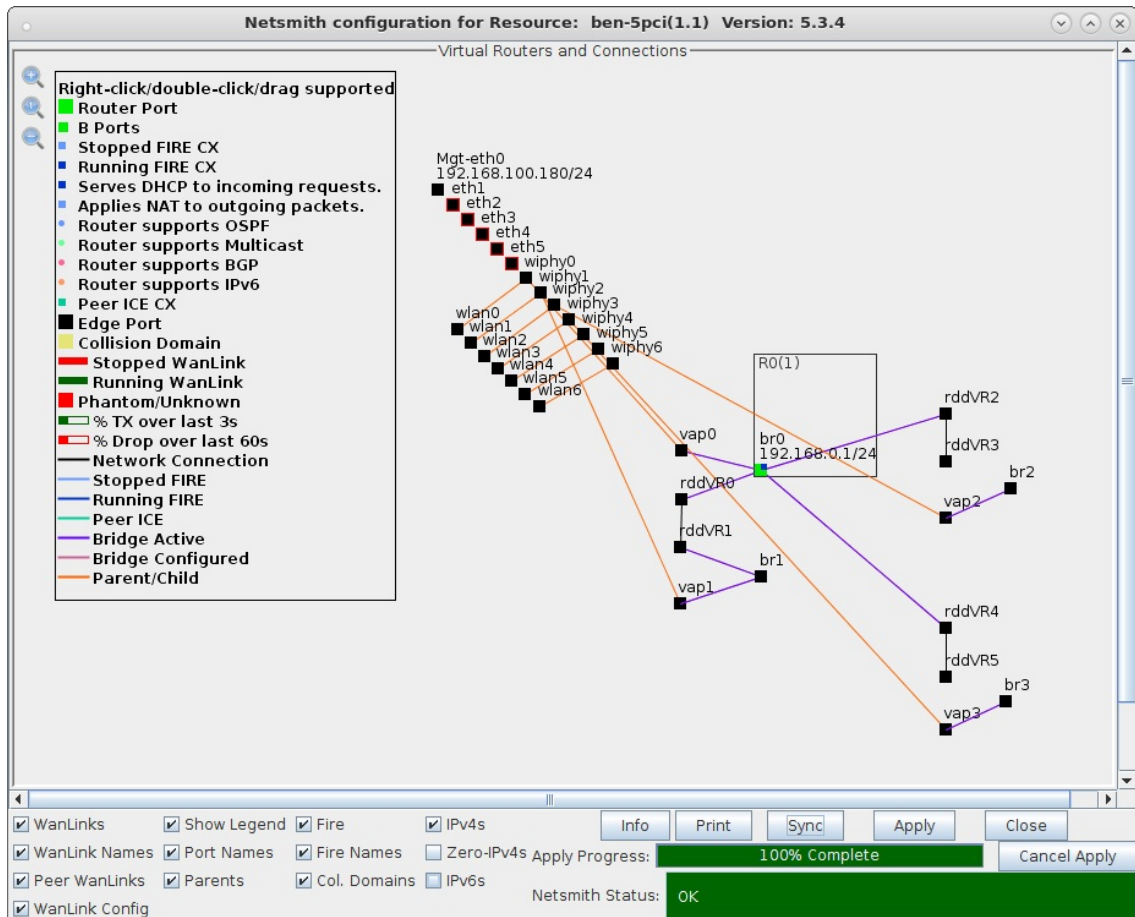 Netsmith configuration for Resource: ben-5pci(1.1) Version: 5.3.4
Virtual Routers and Connections
Right-click/double-click/drag supported
Router Port
B Ports
Stopped FIRE CX
Running FIRE CX
Serves DHCP to incoming requests.
Applies NAT to outgoing packets.
Router supports OSPF
Router supports Multicast
Router supports BGP
Router supports IPv6
Peer ICE CX
Edge Port
Collision Domain
Stopped WanLink
Running WanLink
Phantom/Unknown
% TX over last 3s
% Drop over last 60s
Network Connection
Stopped FIRE
Running FIRE
Peer ICE
Bridge Active
Bridge Configured
Parent/Child
Mgt-eth0
192.168.100.180/24
eth1
eth2
eth3
eth4
eth5
wiphy0
wiphy1
wiphy2
wiphy3
wiphy4
wiphy5
wiphy6
wlan0
wlan1
wlan2
wlan3
wlan4
wlan5
wlan6
R0(1)
br0
192.168.0.1/24
vap0
rddVR0
rddVR1
vap1
br1
rddVR2
rddVR3
br2
vap2
rddVR4
rddVR5
br3
vap3
WanLinks Show Legend Fire IPv4s Info Print Sync Apply Close
WanLink Names Port Names Fire Names Zero-IPv4s Apply Progress: 100% Complete Cancel Apply
Peer WanLinks Parents Col. Domains IPv6s Netsmith Status: OK
WanLink Config